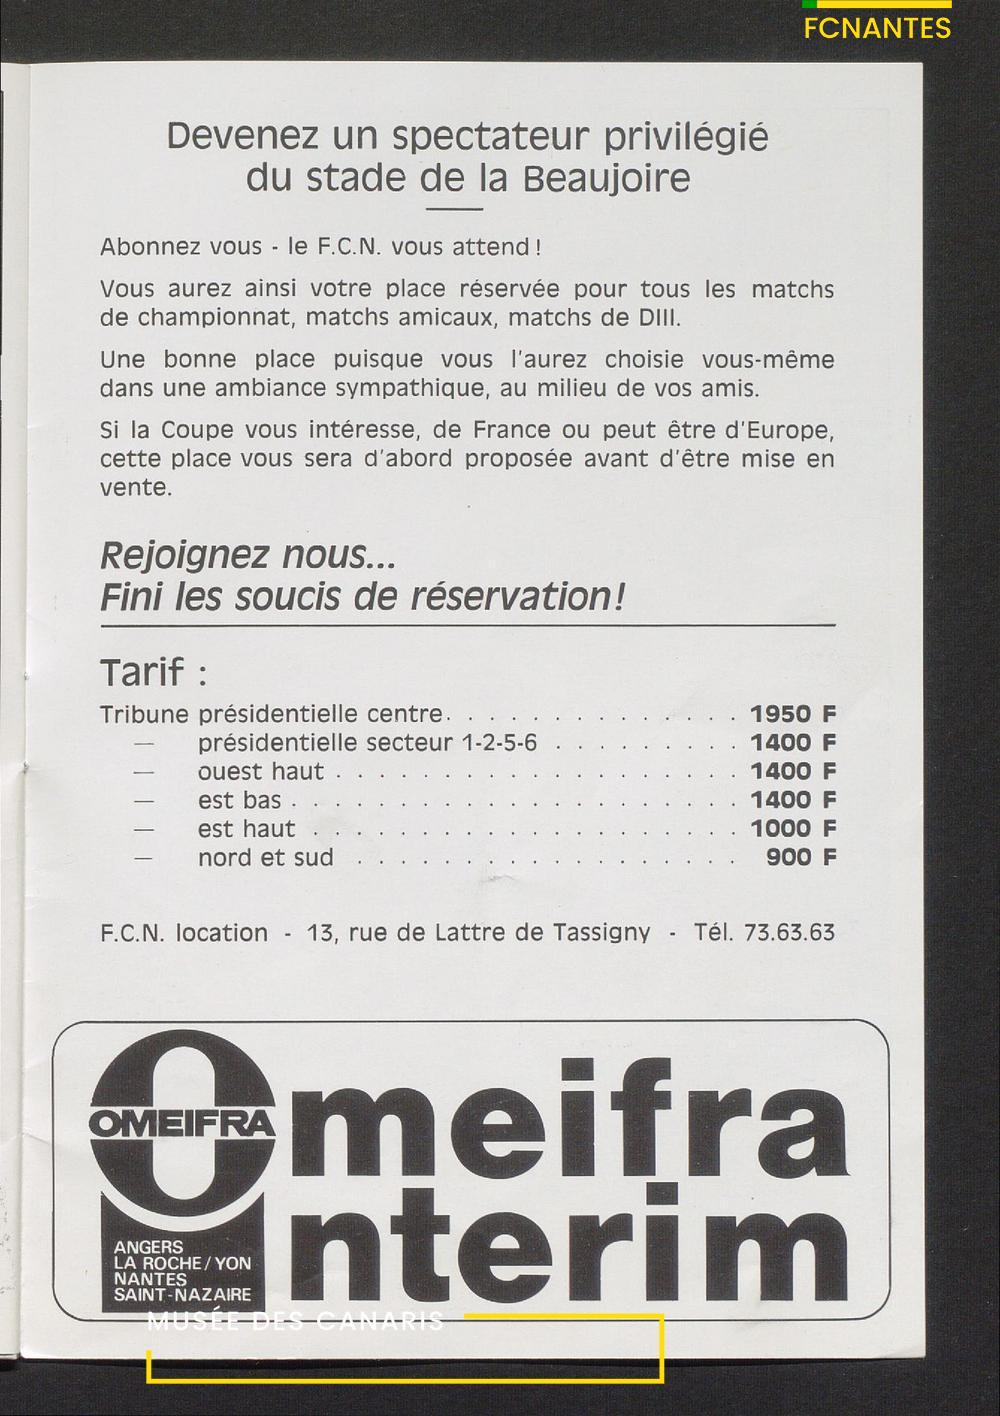 FCNANTES
Devenez un spectateur privilégié
du stade de la Beaujoire
Abonnez vous - le F.C.N. vous attend !
Vous aurez ainsi votre place réservée pour tous les matchs
de championnat, matchs amicaux, matchs de DIII.
Une bonne place puisque vous l'aurez choisie vous-même
dans une ambiance sympathique, au milieu de vos amis.
Si la Coupe vous intéresse, de France ou peut être d'Europe,
cette place vous sera d'abord proposée avant d'être mise en
vente.
Rejoignez nous...
Fini les soucis de réservation !
Tarif :
Tribune présidentielle centre. . . . . . . . . . . . . . 1950 F
— présidentielle secteur 1-2-5-6 . . . . . . . . . 1400 F
— ouest haut . . . . . . . . . . . . . . . . . . 1400 F
— est bas . . . . . . . . . . . . . . . . . . . 1400 F
— est haut . . . . . . . . . . . . . . . . . . 1000 F
— nord et sud . . . . . . . . . . . . . . . . . 900 F
F.C.N. location - 13, rue de Lattre de Tassigny - Tél. 73.63.63
OMEIFRA
Omeifra
Interim
ANGERS
LA ROCHE / YON
NANTES
SAINT-NAZAIRE
MUSÉE DES CANARIS